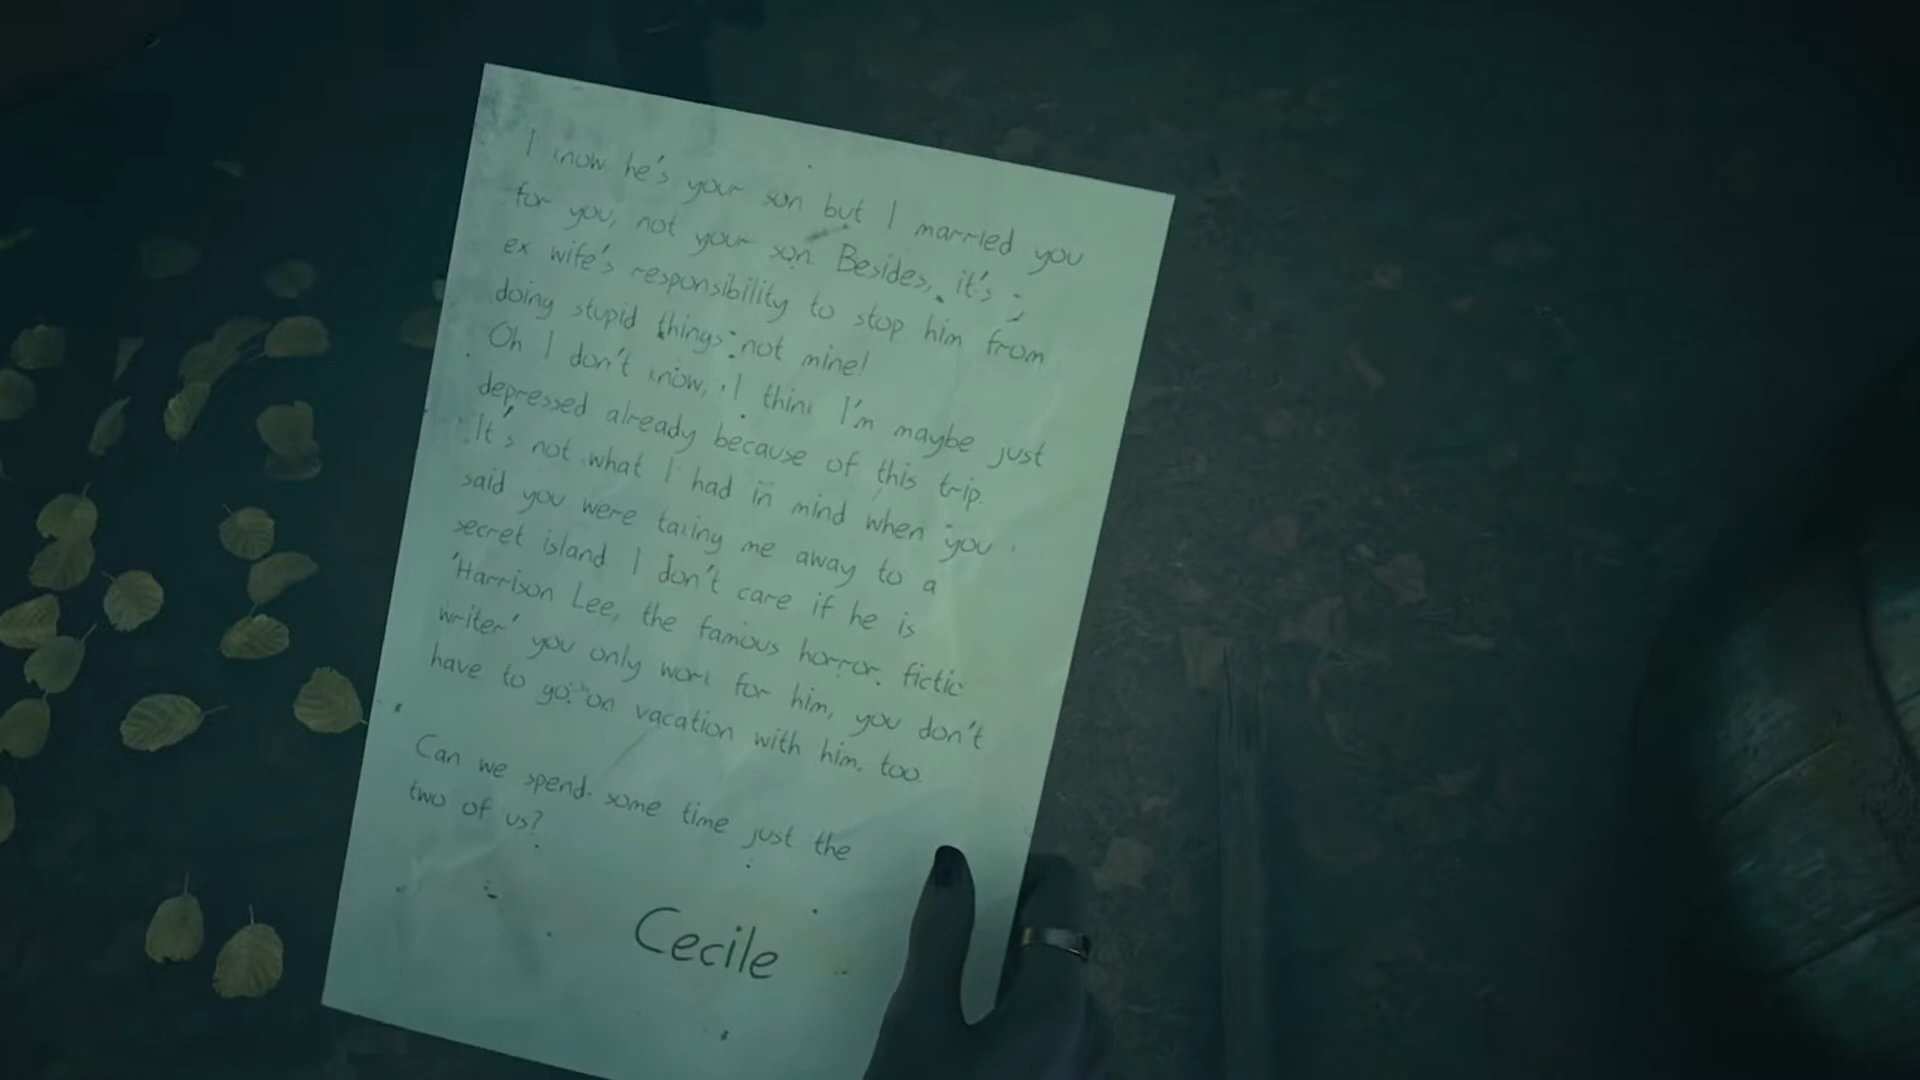 I know he's your son but I married you
for you, not your son. Besides, it's
ex wife's responsibility to stop him from
doing stupid things not mine!
Oh I don't know, I think I'm maybe just
depressed already because of this trip.
It's not what I had in mind when you
said you were taking me away to a
secret island I don't care if he is
'Harrison Lee, the famous horror fictic
writer' you only work for him, you don't
have to go on vacation with him, too.
Can we spend some time just the
two of us?
Cecile